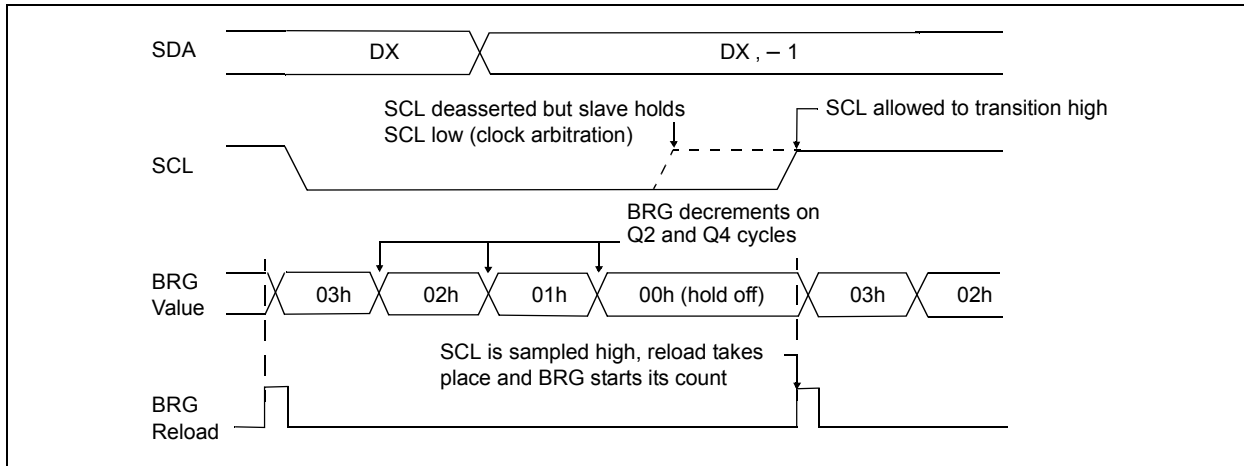 SDA
DX
DX , – 1
SCL deasserted but slave holds
SCL low (clock arbitration)
SCL allowed to transition high
SCL
BRG decrements on
Q2 and Q4 cycles
BRG
Value
03h
02h
01h
00h (hold off)
03h
02h
SCL is sampled high, reload takes
place and BRG starts its count
BRG
Reload